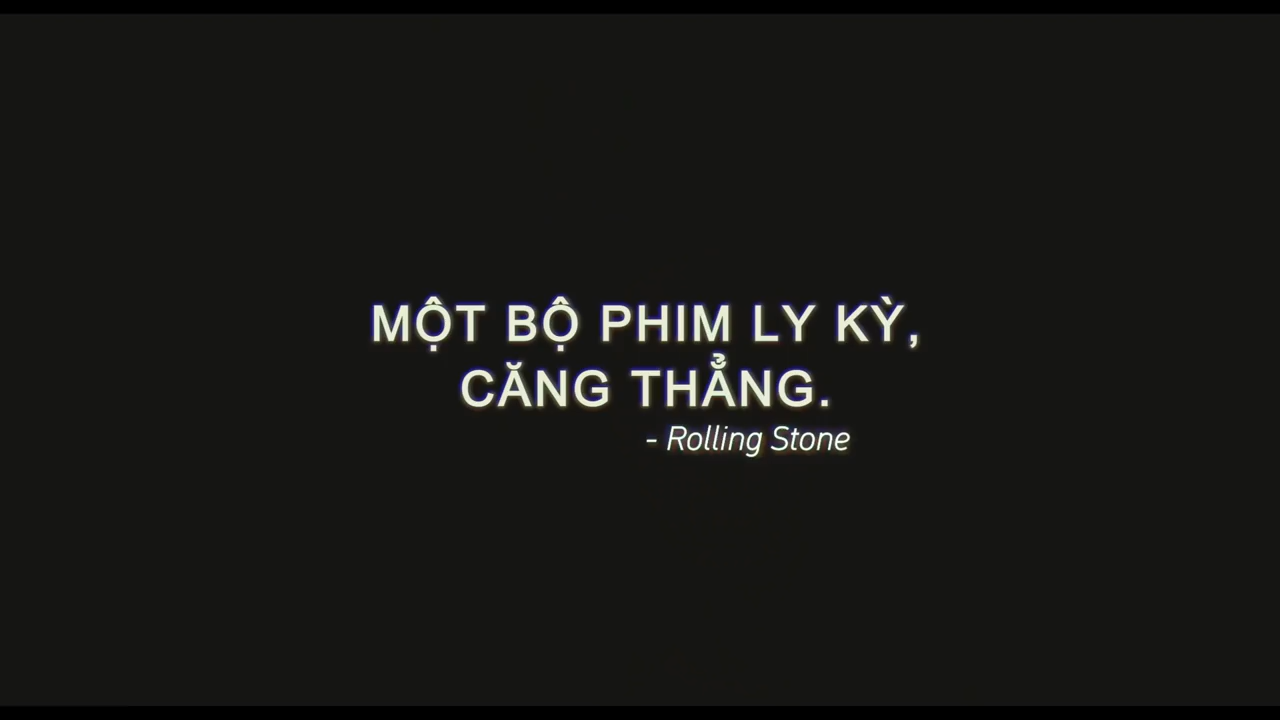 MỘT BỘ PHIM LY KỲ,
CĂNG THẲNG.
- Rolling Stone